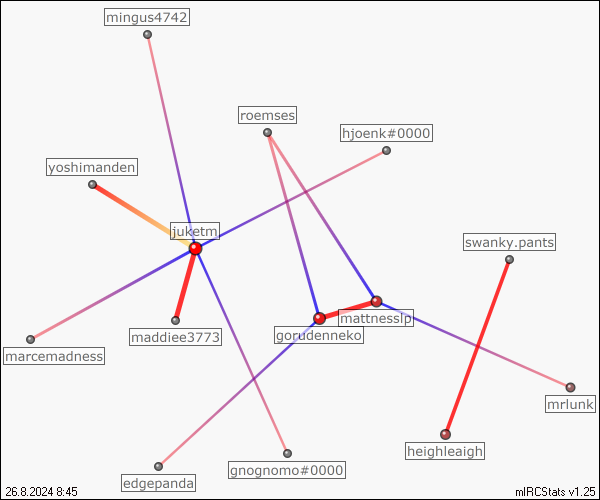 mingus4742
roemses
hjoenk#0000
yoshimanden
juketm
swanky.pants
mattnesslp
gorudenneko
maddiee3773
marcemadness
mrlunk
heighleaigh
gnognomo#0000
edgepanda
26.8.2024 8:45
mIRCStats v1.25